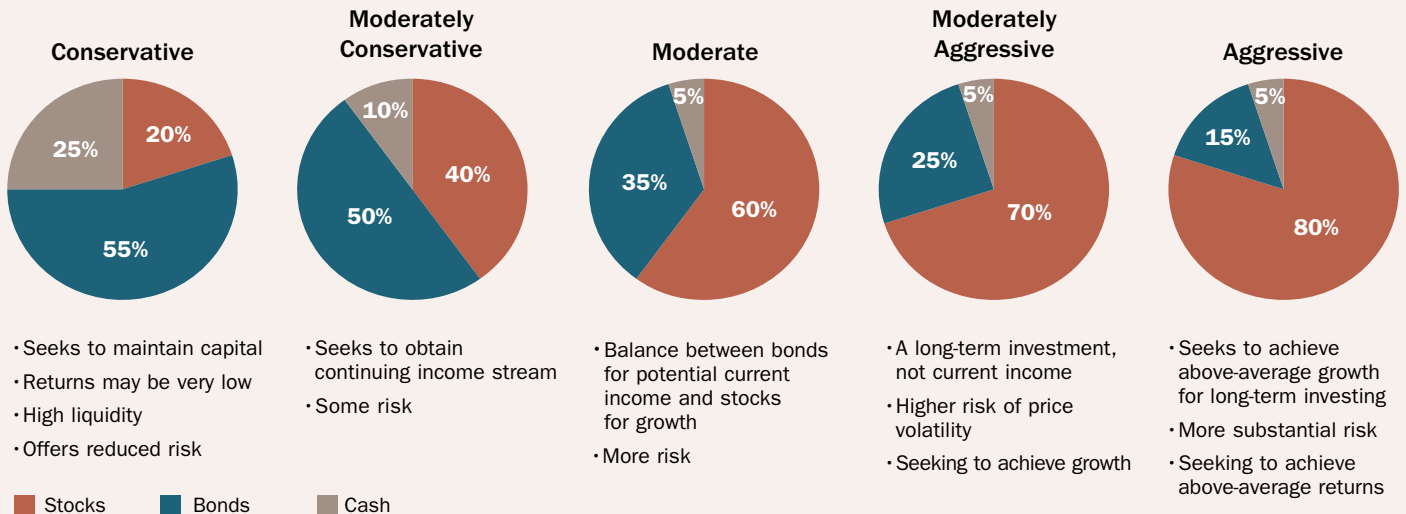 Conservative
20%
55%
25%
· Seeks to maintain capital
· Returns may be very low
· High liquidity
· Offers reduced risk
Moderately
Conservative
10%
40%
50%
· Seeks to obtain
continuing income stream
· Some risk
Moderate
5%
35%
60%
· Balance between bonds
for potential current
income and stocks
for growth
· More risk
Moderately
Aggressive
5%
25%
70%
· A long-term investment,
not current income
· Higher risk of price
volatility
· Seeking to achieve growth
Aggressive
5%
15%
80%
· Seeks to achieve
above-average growth
for long-term investing
· More substantial risk
· Seeking to achieve
above-average returns
Stocks
Bonds
Cash